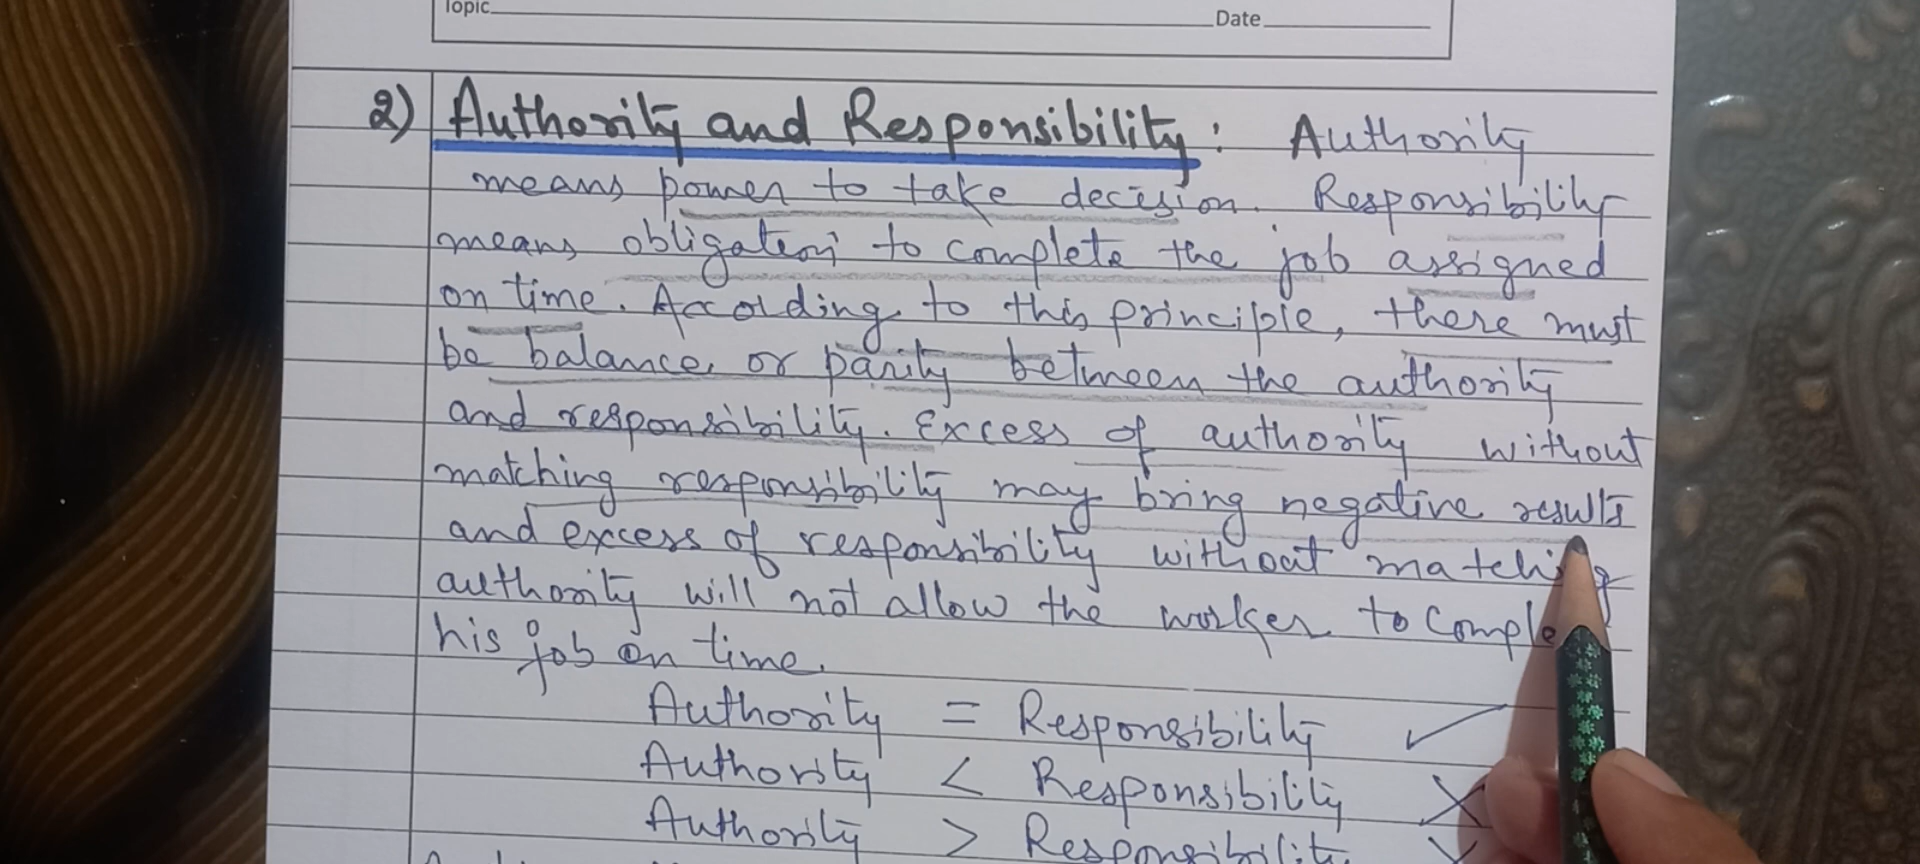 Topic Date
2) Authority and Responsibility: Authority
means power to take decision. Responsibility
means obligation to complete the job assigned
on time. According to this principle, there must
be balance or parity between the authority
and responsibility. Excess of authority without
matching responsibility may bring negative results
and excess of responsibility without matching
authority will not allow the worker to comple
his job on time.
Authority = Responsibility ✓
Authority < Responsibility ✗
Authority > Responsibility ✗